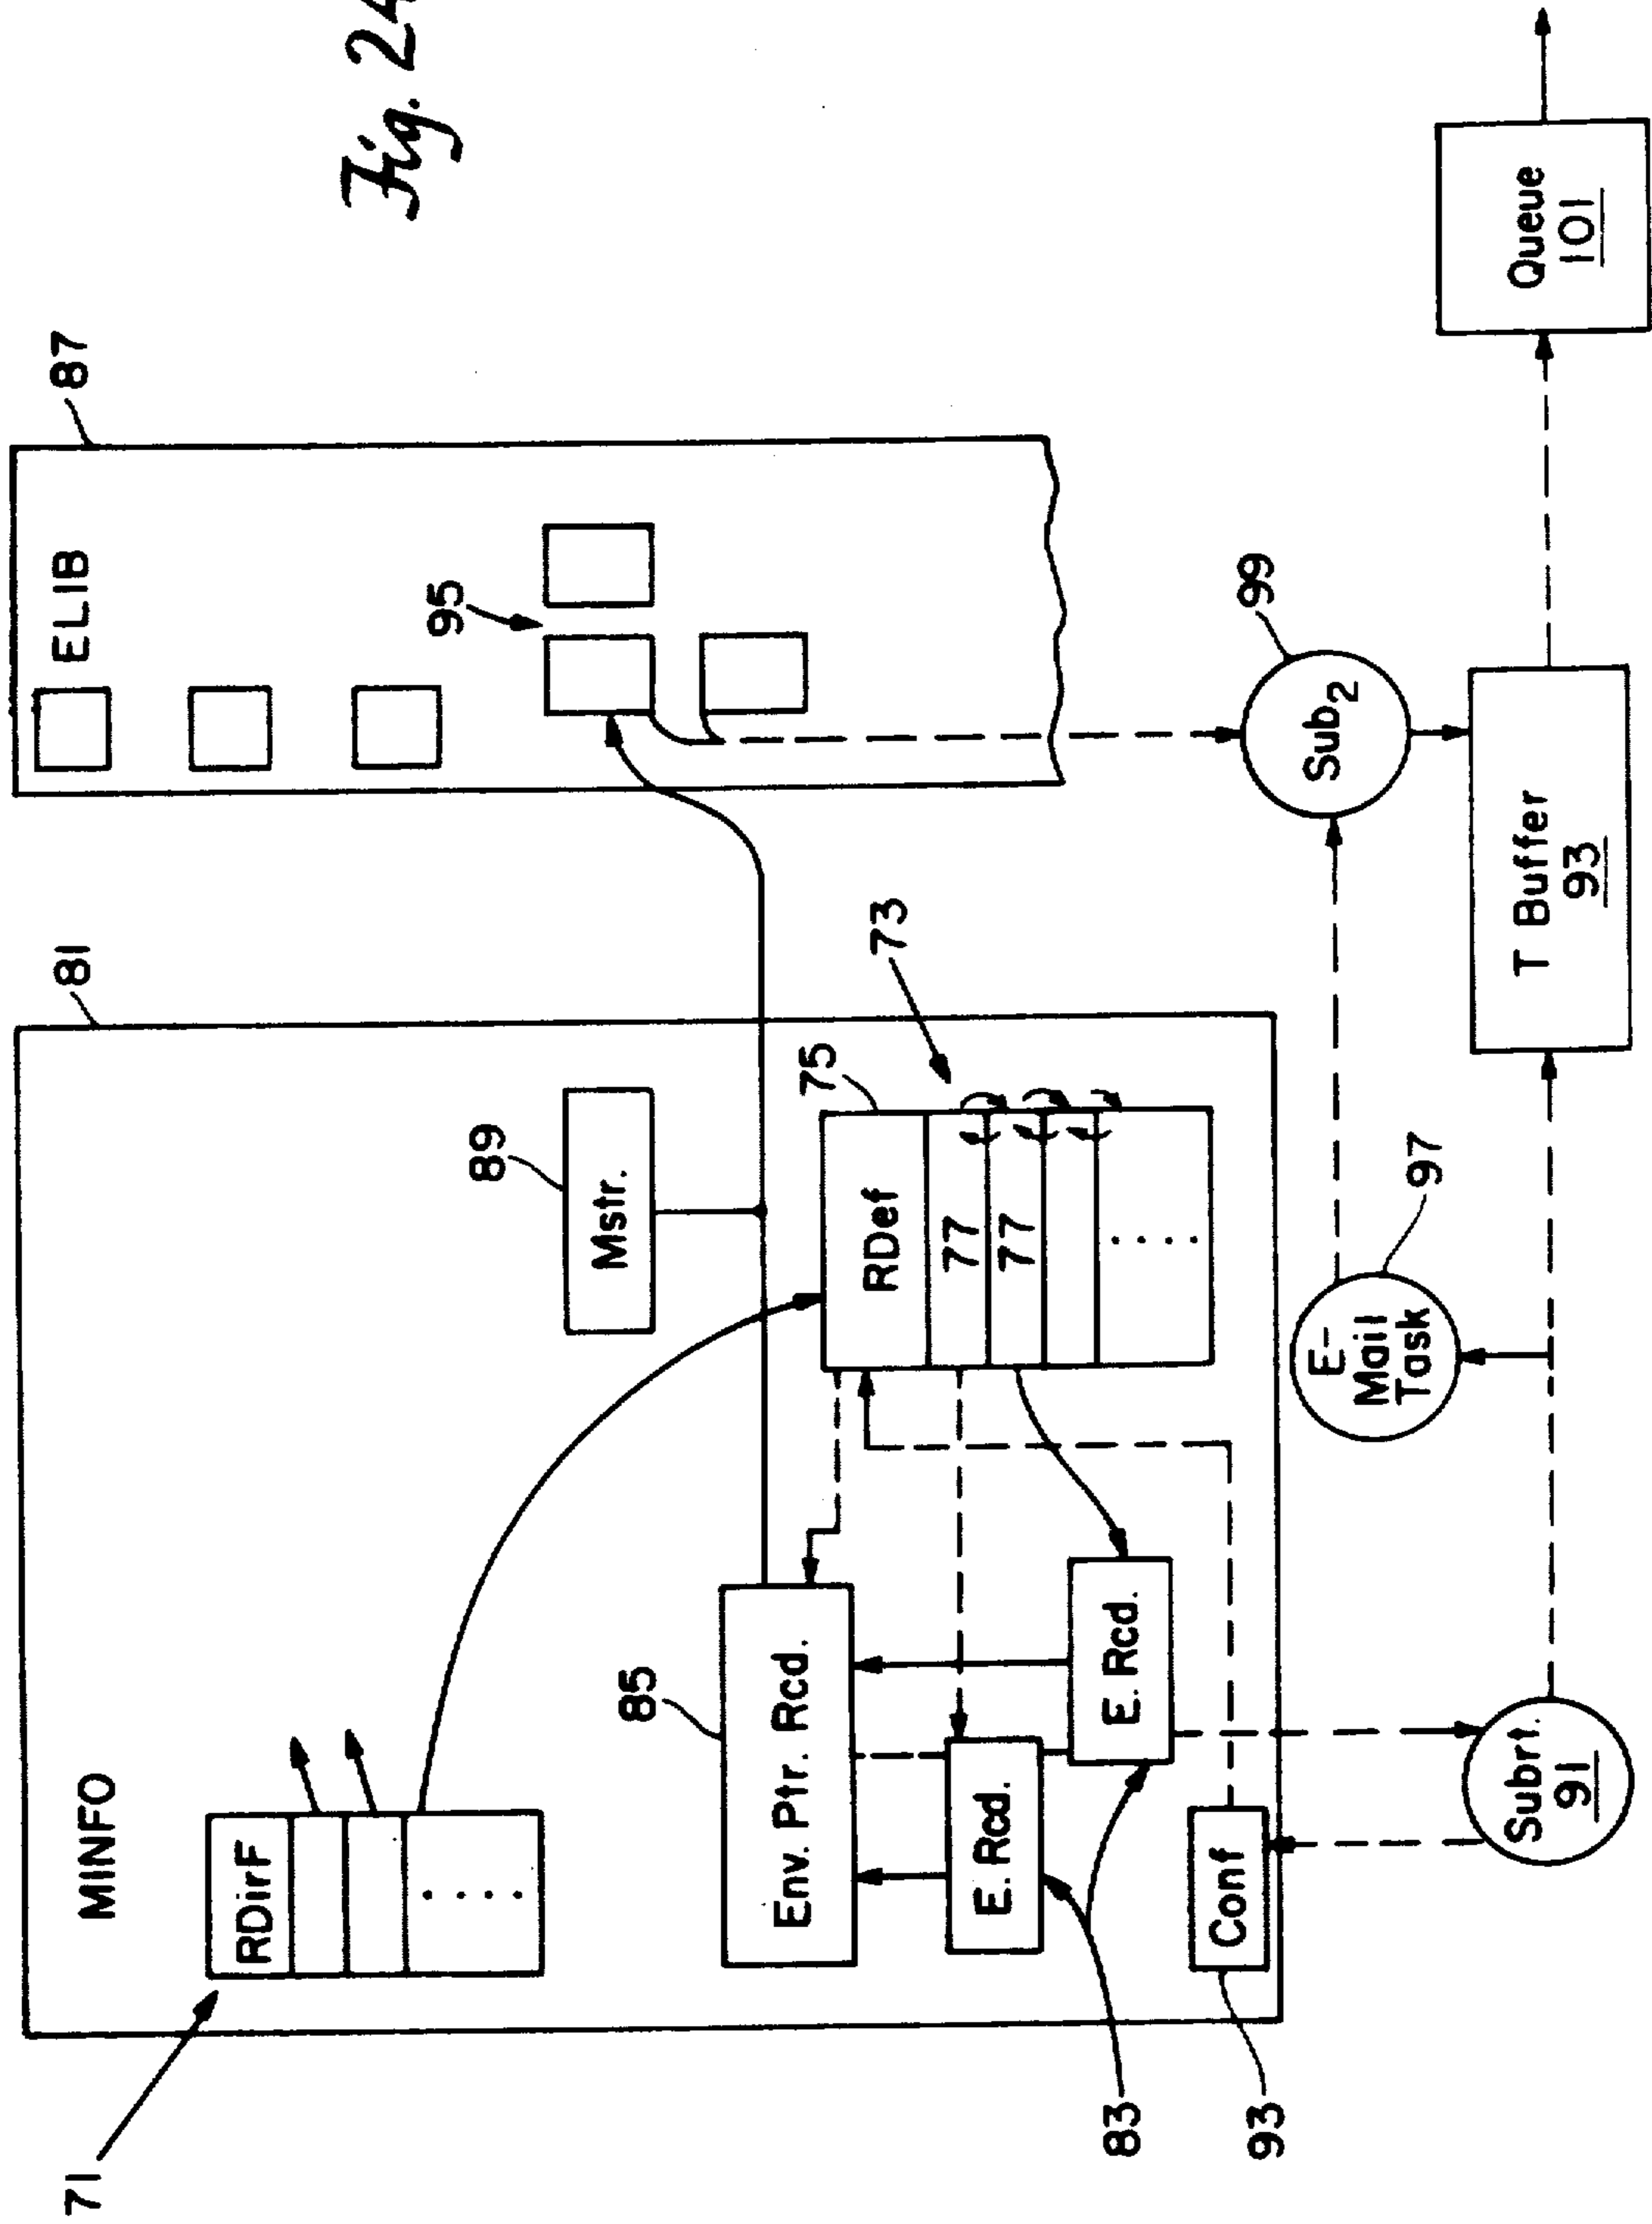 Fig. 24
71
MINFO
81
RDirF
. . . .
89
Mstr.
85
Env. Ptr. Rcd.
75
73
RDef
77
77
. . . .
E. Rcd.
E. Rcd.
83
Conf
93
87
ELIB
95
E-
Mail
Task
97
Sub2
99
Subrt.
91
T Buffer
93
Queue
101